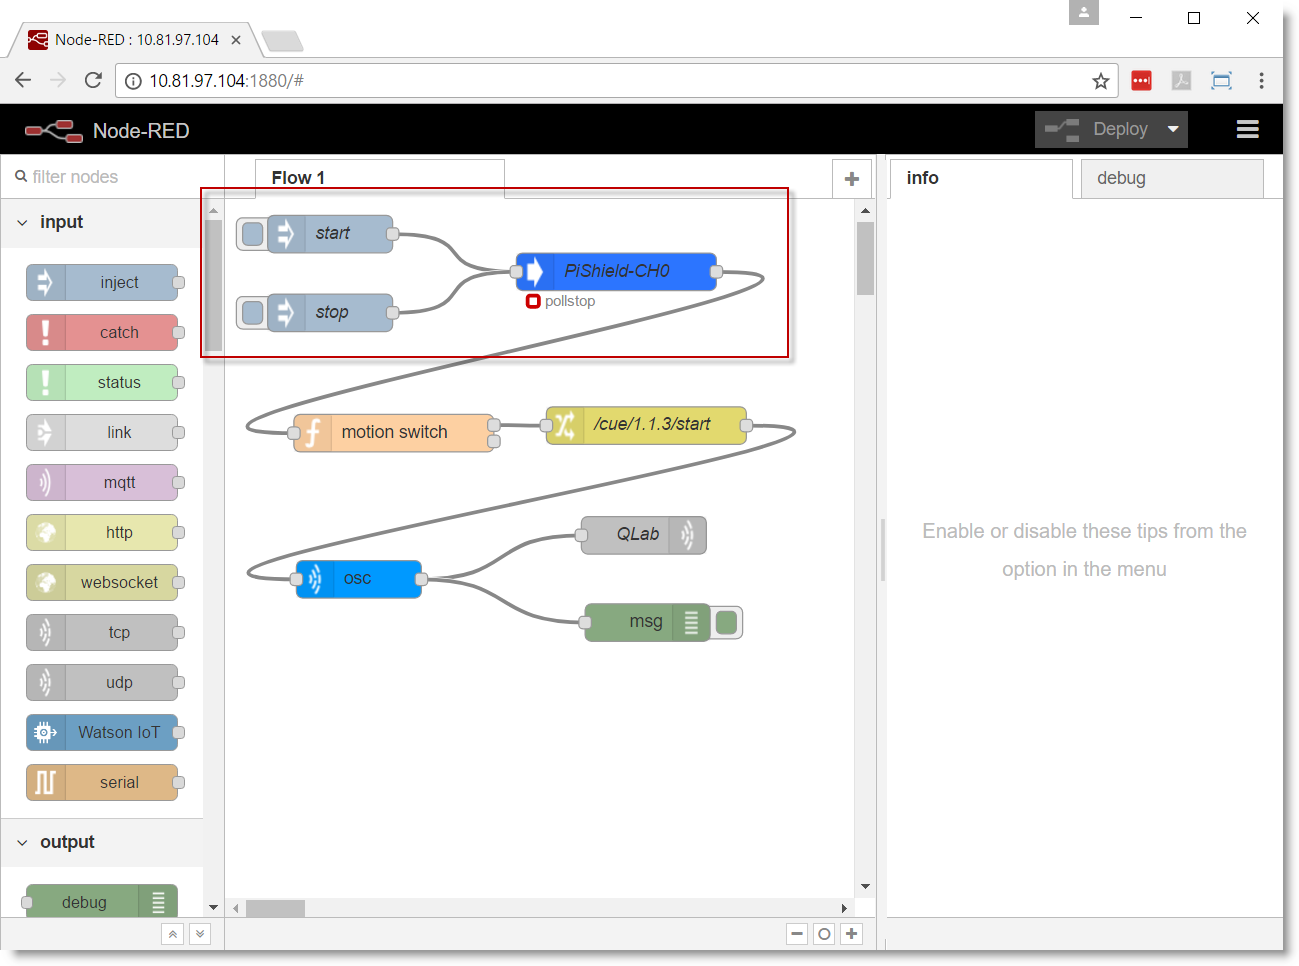 Node-RED : 10.81.97.104
10.81.97.104:1880/#
Node-RED
Deploy
filter nodes
Flow 1
info
debug
input
inject
catch
status
link
mqtt
http
websocket
tcp
udp
Watson IoT
serial
output
debug
start
stop
PiShield-CH0
pollstop
motion switch
/cue/1.1.3/start
osc
QLab
msg
Enable or disable these tips from the
option in the menu